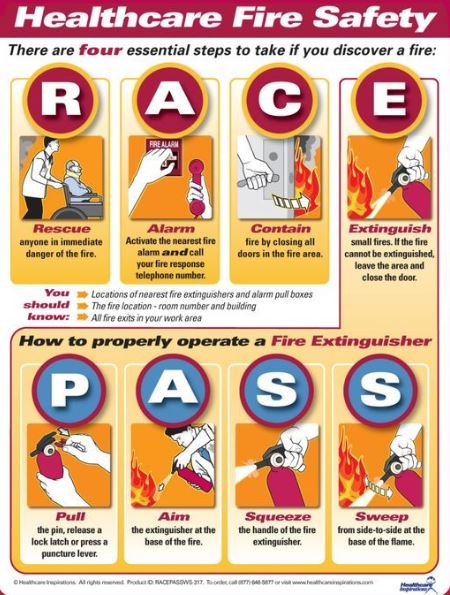 Healthcare Fire Safety
There are four essential steps to take if you discover a fire:
R A C E
FIRE ALARM
Rescue
anyone in immediate
danger of the fire.
Alarm
Activate the nearest fire
alarm and call
your fire response
telephone number.
Contain
fire by closing all
doors in the fire area.
Extinguish
small fires. If the fire
cannot be extinguished,
leave the area and
close the door.
You should know:
Locations of nearest fire extinguishers and alarm pull boxes
The fire location - room number and building
All fire exits in your work area
How to properly operate a Fire Extinguisher
P A S S
Pull
the pin, release a
lock latch or press a
puncture lever.
Aim
the extinguisher at the
base of the fire.
Squeeze
the handle of the fire
extinguisher.
Sweep
from side-to-side at the
base of the flame.
© Healthcare Inspirations. All rights reserved. Product ID: RACEPASSWS-317. To order, call (877) 646-5877 or visit www.healthcareinspirations.com
Healthcare
Inspirations